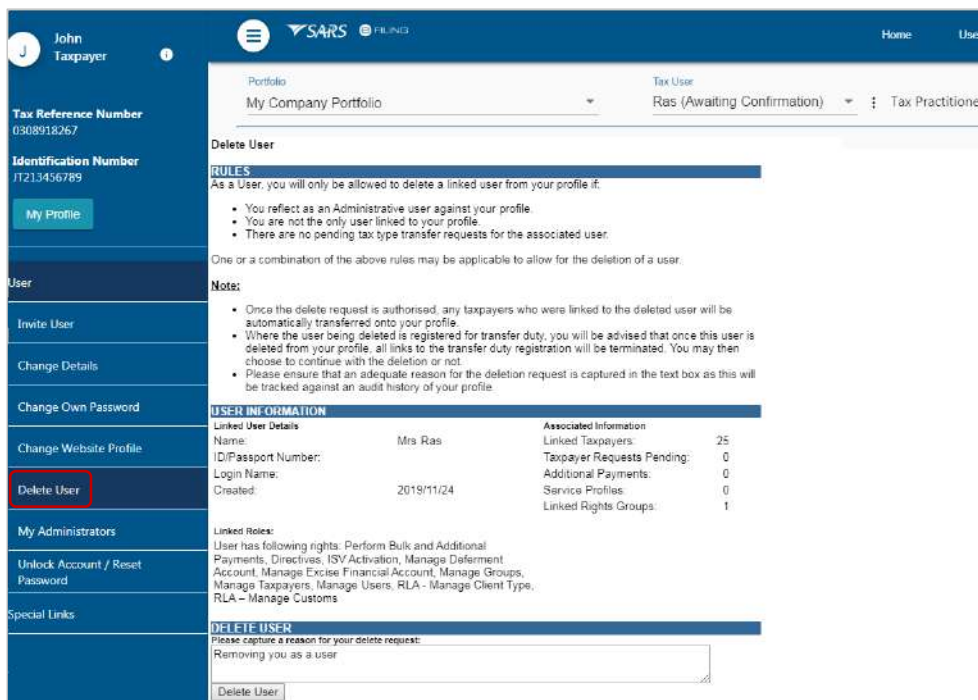 J
John
Taxpayer
Tax Reference Number
0308918267
Identification Number
JT213456789
My Profile
User
Invite User
Change Details
Change Own Password
Change Website Profile
Delete User
My Administrators
Unlock Account / Reset
Password
Special Links
SARS eFILING
Home
Use
Portfolio
My Company Portfolio
Tax User
Ras (Awaiting Confirmation)
Tax Practitione
Delete User
RULES
As a User, you will only be allowed to delete a linked user from your profile if:
• You reflect as an Administrative user against your profile.
• You are not the only user linked to your profile.
• There are no pending tax type transfer requests for the associated user.
One or a combination of the above rules may be applicable to allow for the deletion of a user.
Note:
• Once the delete request is authorised, any taxpayers who were linked to the deleted user will be
automatically transferred onto your profile.
• Where the user being deleted is registered for transfer duty, you will be advised that once this user is
deleted from your profile, all links to the transfer duty registration will be terminated. You may then
choose to continue with the deletion or not.
• Please ensure that an adequate reason for the deletion request is captured in the text box as this will
be tracked against an audit history of your profile.
USER INFORMATION
Linked User Details
Name: Mrs Ras
ID/Passport Number:
Login Name:
Created: 2019/11/24
Associated Information
Linked Taxpayers: 25
Taxpayer Requests Pending: 0
Additional Payments: 0
Service Profiles: 0
Linked Rights Groups: 1
Linked Roles:
User has following rights: Perform Bulk and Additional
Payments, Directives, ISV Activation, Manage Deferment
Account, Manage Excise Financial Account, Manage Groups,
Manage Taxpayers, Manage Users, RLA - Manage Client Type,
RLA – Manage Customs
DELETE USER
Please capture a reason for your delete request:
Removing you as a user
Delete User